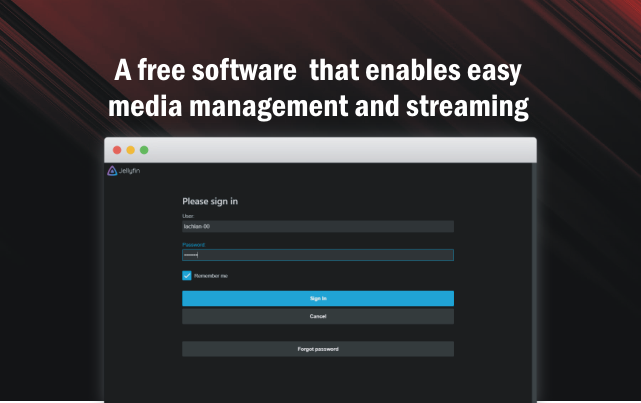 A free software that enables easy
media management and streaming
Jellyfin
Please sign in
User
lachlan 00
Password
Remember me
Sign In
Cancel
Forgot password